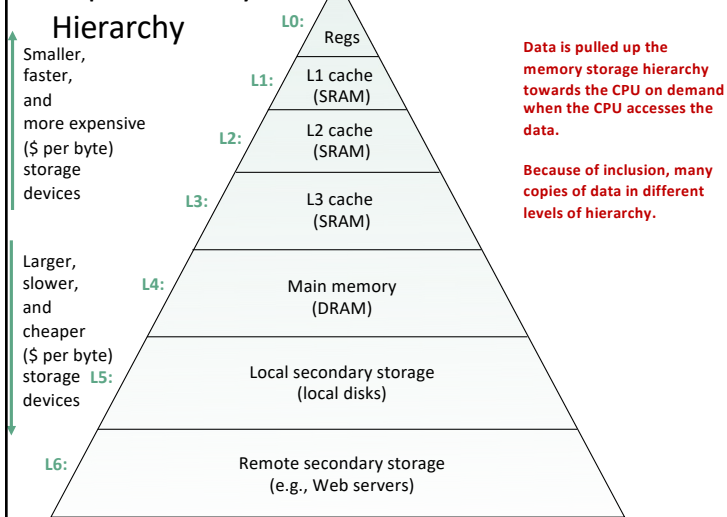 Hierarchy
Smaller,
faster,
and
more expensive
($ per byte)
storage
devices
Larger,
slower,
and
cheaper
($ per byte)
storage
devices
L0:
Regs
L1:
L1 cache
(SRAM)
L2:
L2 cache
(SRAM)
L3:
L3 cache
(SRAM)
L4:
Main memory
(DRAM)
L5:
Local secondary storage
(local disks)
L6:
Remote secondary storage
(e.g., Web servers)
Data is pulled up the
memory storage hierarchy
towards the CPU on demand
when the CPU accesses the
data.
Because of inclusion, many
copies of data in different
levels of hierarchy.